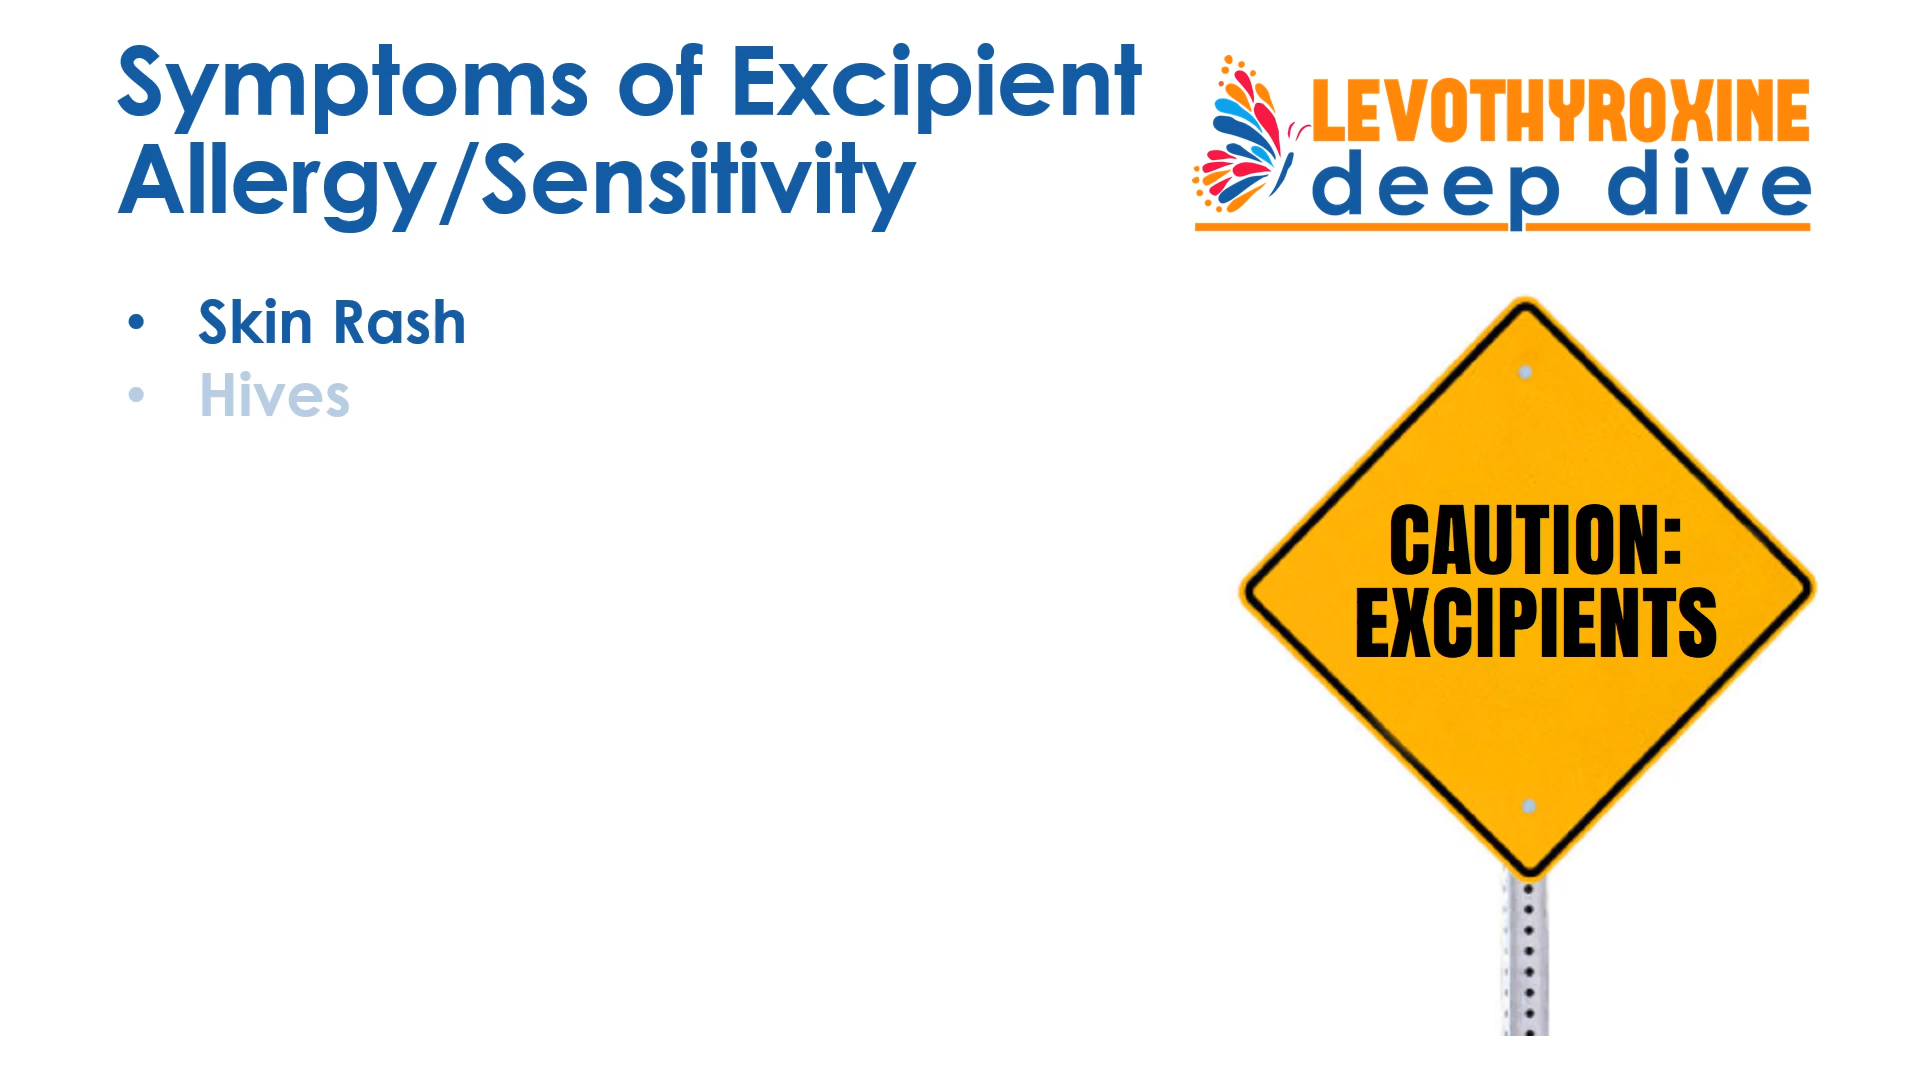 Symptoms of Excipient
Allergy/Sensitivity
LEVOTHYROXINE
deep dive
• Skin Rash
• Hives
CAUTION:
EXCIPIENTS